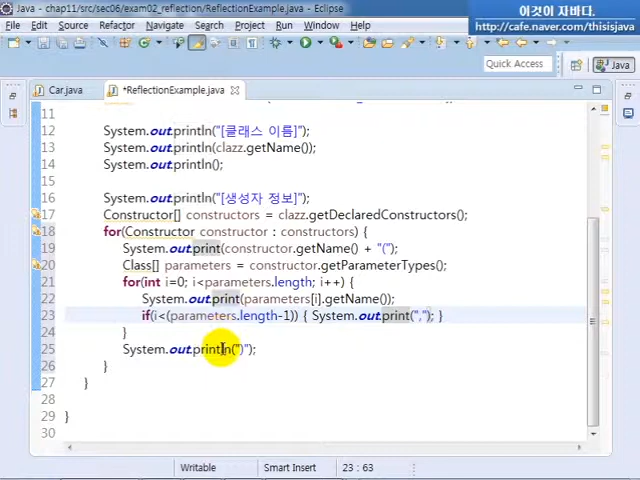 Java - chap11/src/sec06/exam02_reflection/ReflectionExample.java - Eclipse
이것이 자바다.
http://cafe.naver.com/thisisjava
File Edit Source Refactor Navigate Search Project Run Window Help
Quick Access
Java
Car.java *ReflectionExample.java
11
12 System.out.println("[클래스 이름]");
13 System.out.println(clazz.getName());
14 System.out.println();
15
16 System.out.println("[생성자 정보]");
17 Constructor[] constructors = clazz.getDeclaredConstructors();
18 for(Constructor constructor : constructors) {
19 System.out.print(constructor.getName() + "(");
20 Class[] parameters = constructor.getParameterTypes();
21 for(int i=0; i<parameters.length; i++) {
22 System.out.print(parameters[i].getName());
23 if(i<(parameters.length-1)) { System.out.print(","); }
24 }
25 System.out.println(")");
26 }
27 }
28
29 }
30
Writable Smart Insert 23 : 63